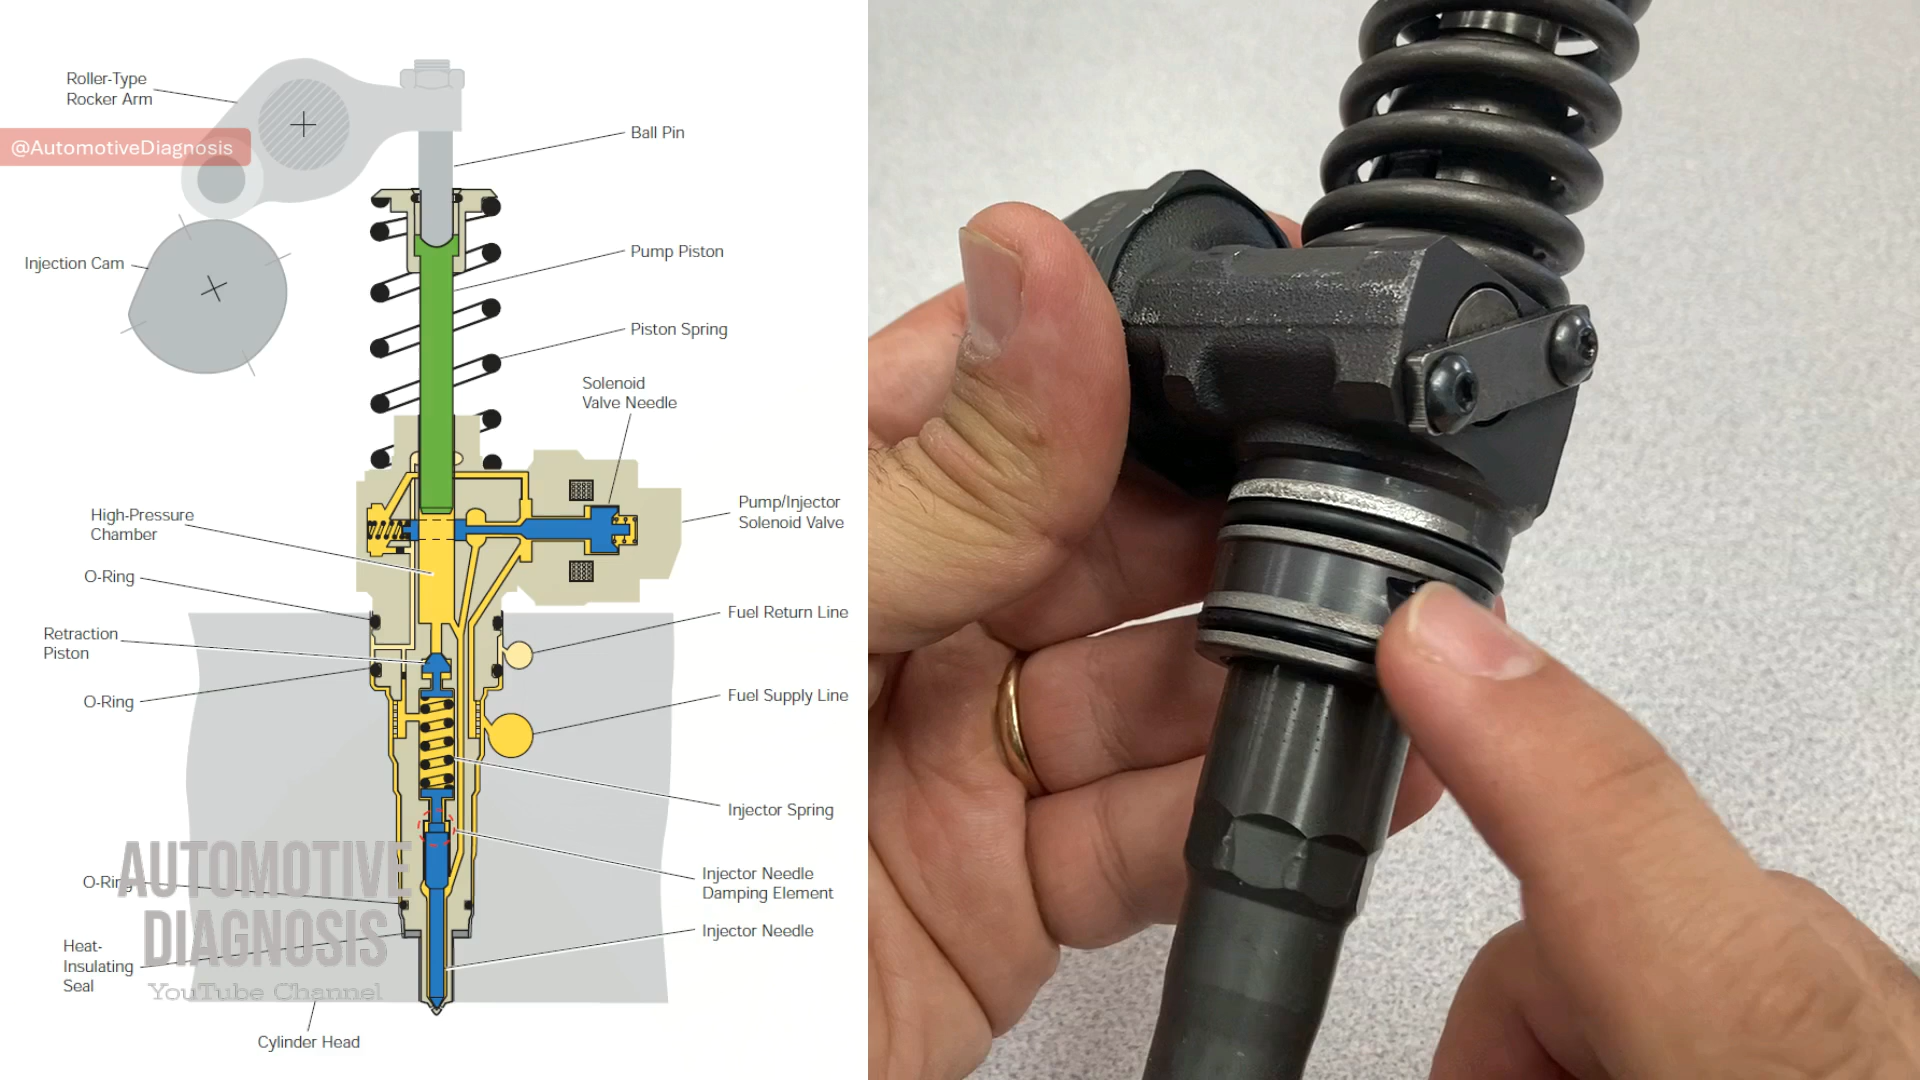 Roller-Type
Rocker Arm
@AutomotiveDiagnosis
Ball Pin
Injection Cam
Pump Piston
Piston Spring
Solenoid
Valve Needle
High-Pressure
Chamber
Pump/Injector
Solenoid Valve
O-Ring
Fuel Return Line
Retraction
Piston
O-Ring
Fuel Supply Line
Injector Spring
O-Ring
Injector Needle
Damping Element
AUTOMOTIVE
DIAGNOSIS
YouTube Channel
Injector Needle
Heat-
Insulating
Seal
Cylinder Head